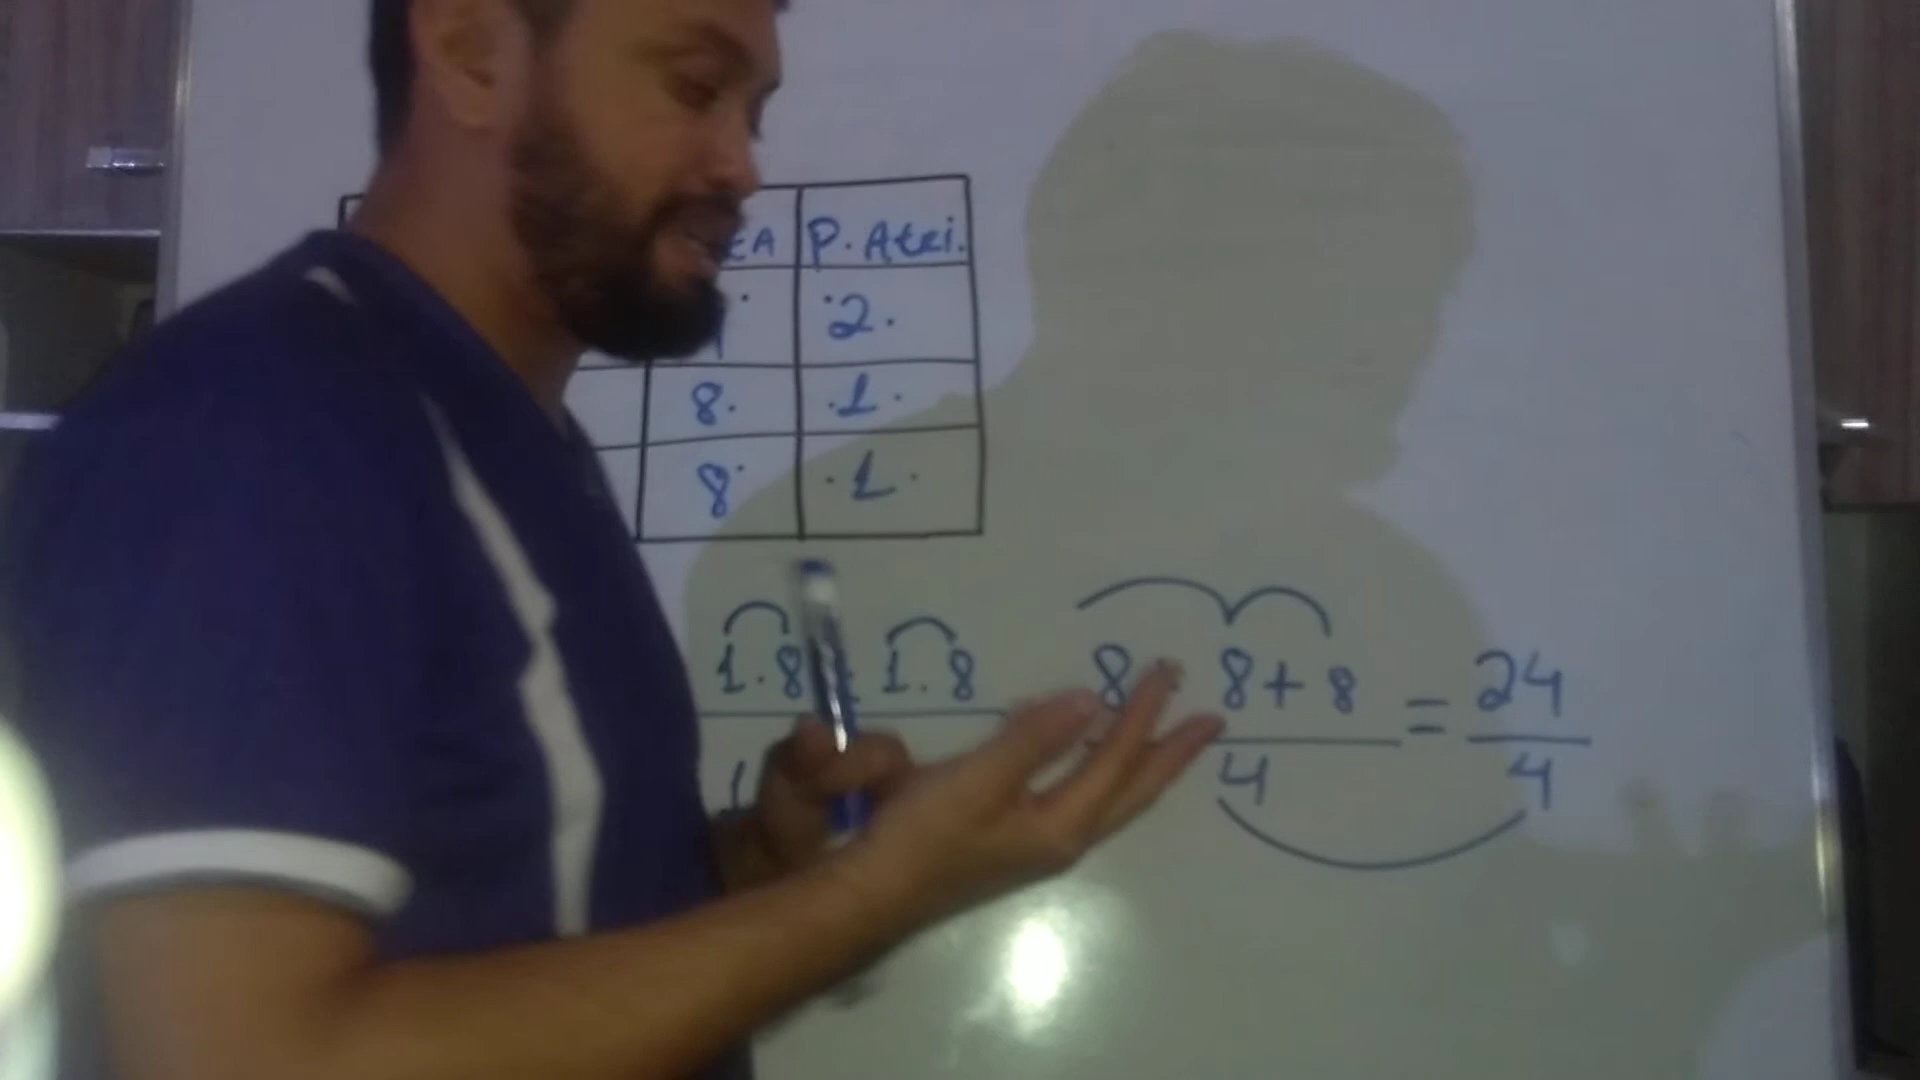 P. Atri.
2.
8. .1.
8 .1.
1.8 1.8 8 8+8 = 24
4 4